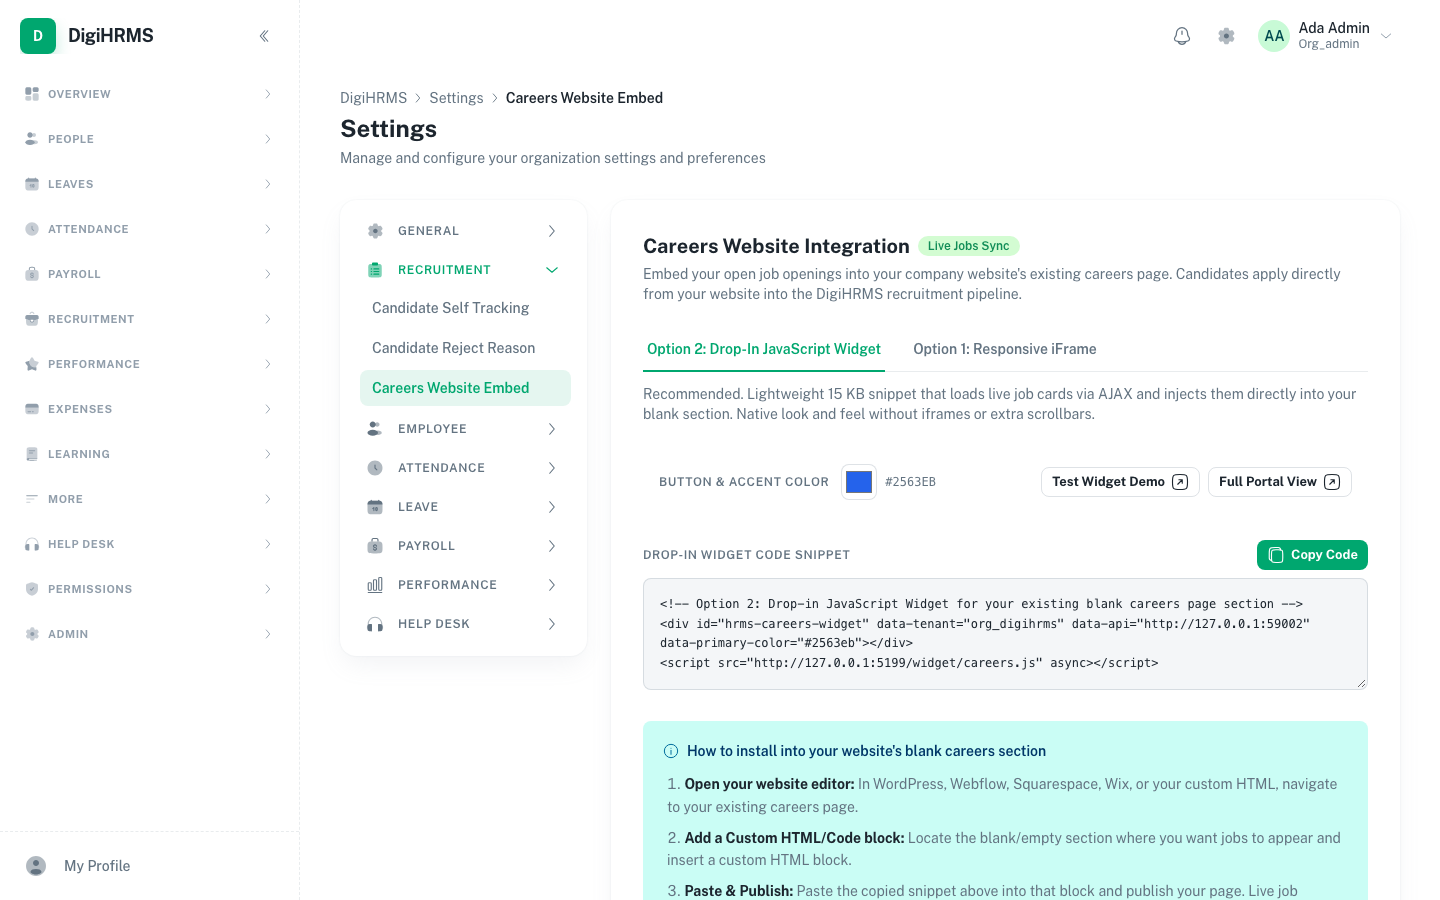 D DigiHRMS
OVERVIEW
PEOPLE
LEAVES
ATTENDANCE
PAYROLL
RECRUITMENT
PERFORMANCE
EXPENSES
LEARNING
MORE
HELP DESK
PERMISSIONS
ADMIN
My Profile
AA Ada Admin
Org_admin
DigiHRMS > Settings > Careers Website Embed
Settings
Manage and configure your organization settings and preferences
GENERAL
RECRUITMENT
Candidate Self Tracking
Candidate Reject Reason
Careers Website Embed
EMPLOYEE
ATTENDANCE
LEAVE
PAYROLL
PERFORMANCE
HELP DESK
Careers Website Integration Live Jobs Sync
Embed your open job openings into your company website's existing careers page. Candidates apply directly
from your website into the DigiHRMS recruitment pipeline.
Option 2: Drop-In JavaScript Widget Option 1: Responsive iFrame
Recommended. Lightweight 15 KB snippet that loads live job cards via AJAX and injects them directly into your
blank section. Native look and feel without iframes or extra scrollbars.
BUTTON & ACCENT COLOR #2563EB Test Widget Demo Full Portal View
DROP-IN WIDGET CODE SNIPPET Copy Code
<!-- Option 2: Drop-in JavaScript Widget for your existing blank careers page section -->
<div id="hrms-careers-widget" data-tenant="org_digihrms" data-api="http://127.0.0.1:59002"
data-primary-color="#2563eb"></div>
<script src="http://127.0.0.1:5199/widget/careers.js" async></script>
How to install into your website's blank careers section
1. Open your website editor: In WordPress, Webflow, Squarespace, Wix, or your custom HTML, navigate
to your existing careers page.
2. Add a Custom HTML/Code block: Locate the blank/empty section where you want jobs to appear and
insert a custom HTML block.
3. Paste & Publish: Paste the copied snippet above into that block and publish your page. Live job